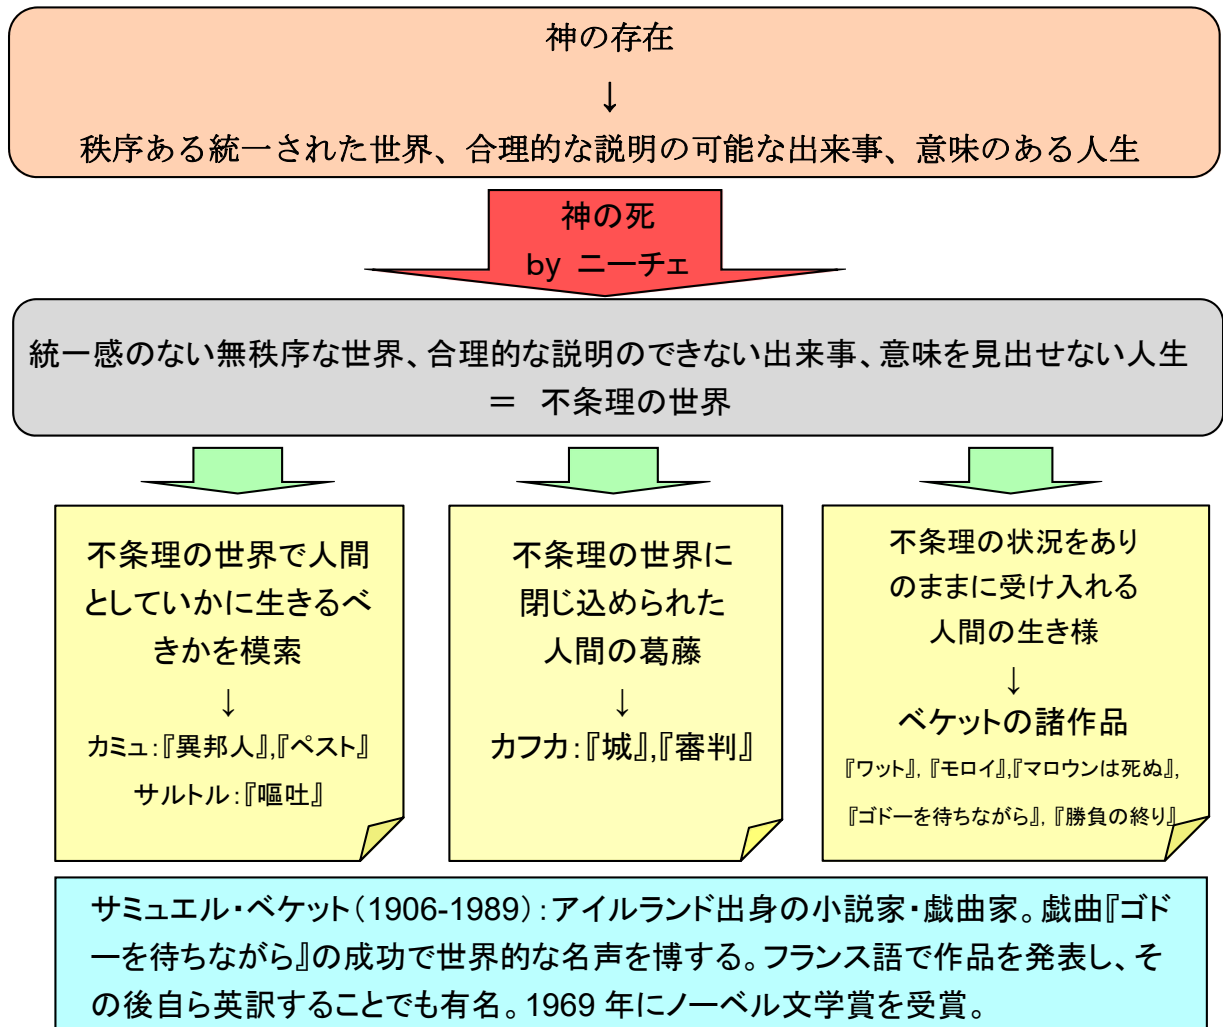 神の存在
↓
秩序ある統一された世界、合理的な説明の可能な出来事、意味のある人生
神の死
by ニーチェ
統一感のない無秩序な世界、合理的な説明のできない出来事、意味を見出せない人生
＝ 不条理の世界
不条理の世界で人間
としていかに生きるべ
きかを模索
↓
カミュ：『異邦人』,『ペスト』
サルトル：『嘔吐』
不条理の世界に
閉じ込められた
人間の葛藤
↓
カフカ：『城』,『審判』
不条理の状況をあり
のままに受け入れる
人間の生き様
↓
ベケットの諸作品
『ワット』, 『モロイ』,『マロウンは死ぬ』,
『ゴドーを待ちながら』, 『勝負の終り』
サミュエル・ベケット（1906-1989）：アイルランド出身の小説家・戯曲家。戯曲『ゴド
ーを待ちながら』の成功で世界的な名声を博する。フランス語で作品を発表し、そ
の後自ら英訳することでも有名。1969 年にノーベル文学賞を受賞。